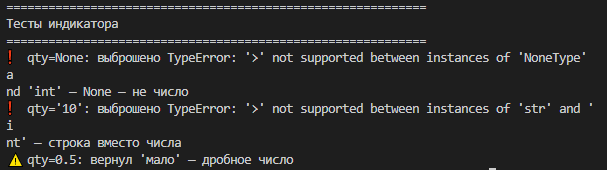 ============================================================
Тесты индикатора
============================================================
❗ qty=None: выброшено TypeError: '>' not supported between instances of 'NoneType'
a
nd 'int' — None — не число
❗ qty='10': выброшено TypeError: '>' not supported between instances of 'str' and '
i
nt' — строка вместо числа
⚠️ qty=0.5: вернул 'мало' — дробное число